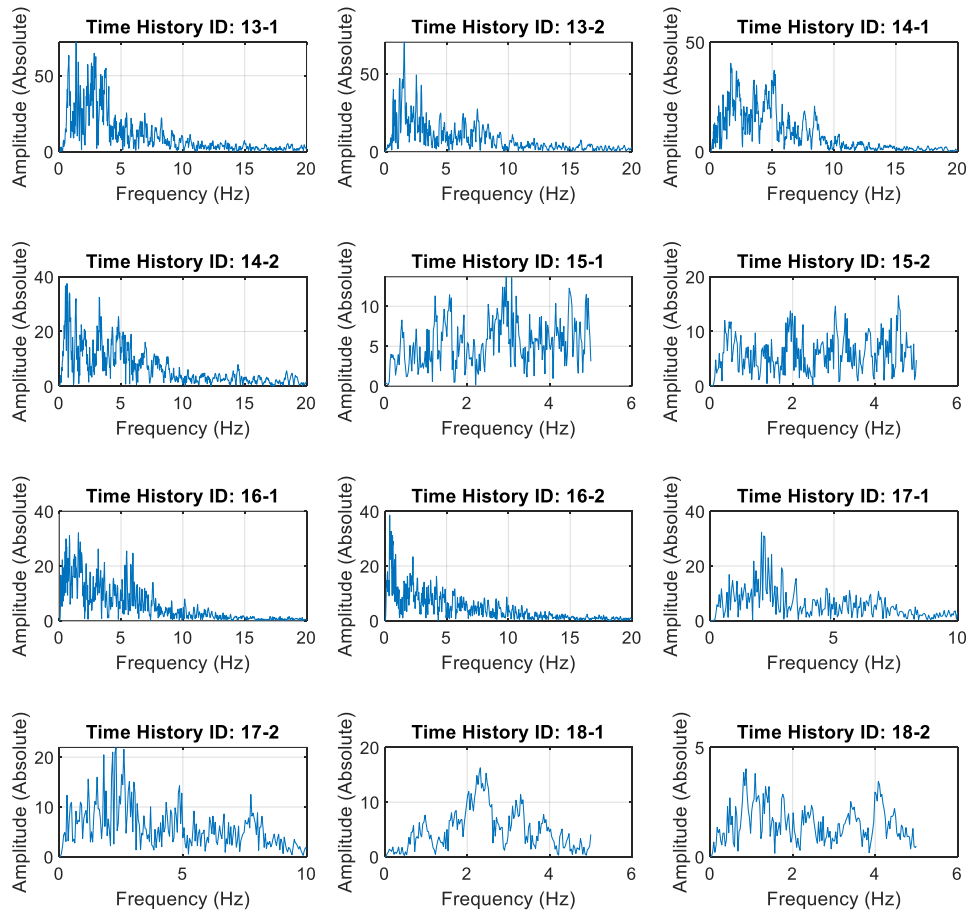 Time History ID: 13-1
Amplitude (Absolute)
50
0
0 5 10 15 20
Frequency (Hz)
Time History ID: 13-2
Amplitude (Absolute)
50
0
0 5 10 15 20
Frequency (Hz)
Time History ID: 14-1
Amplitude (Absolute)
50
0
0 5 10 15 20
Frequency (Hz)
Time History ID: 14-2
Amplitude (Absolute)
40
20
0
0 5 10 15 20
Frequency (Hz)
Time History ID: 15-1
Amplitude (Absolute)
10
5
0
0 2 4 6
Frequency (Hz)
Time History ID: 15-2
Amplitude (Absolute)
20
10
0
0 2 4 6
Frequency (Hz)
Time History ID: 16-1
Amplitude (Absolute)
40
20
0
0 5 10 15 20
Frequency (Hz)
Time History ID: 16-2
Amplitude (Absolute)
40
20
0
0 5 10 15 20
Frequency (Hz)
Time History ID: 17-1
Amplitude (Absolute)
40
20
0
0 5 10
Frequency (Hz)
Time History ID: 17-2
Amplitude (Absolute)
20
10
0
0 5 10
Frequency (Hz)
Time History ID: 18-1
Amplitude (Absolute)
20
10
0
0 2 4 6
Frequency (Hz)
Time History ID: 18-2
Amplitude (Absolute)
5
0
0 2 4 6
Frequency (Hz)